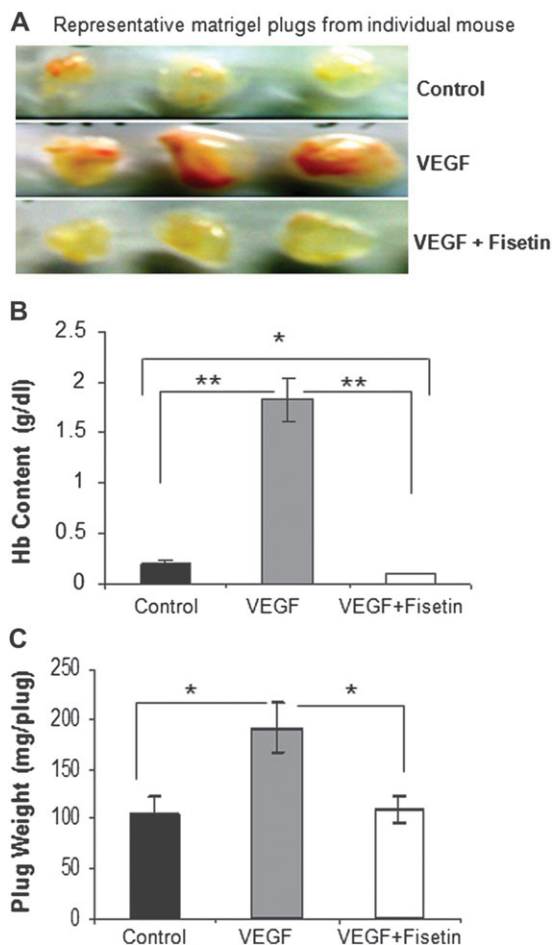 A Representative matrigel plugs from individual mouse
Control
VEGF
VEGF + Fisetin
B
Hb Content (g/dl)
2.5
2
1.5
1
0.5
0
*
** **
Control VEGF VEGF+Fisetin
C
Plug Weight (mg/plug)
250
200
150
100
50
0
* *
Control VEGF VEGF+Fisetin